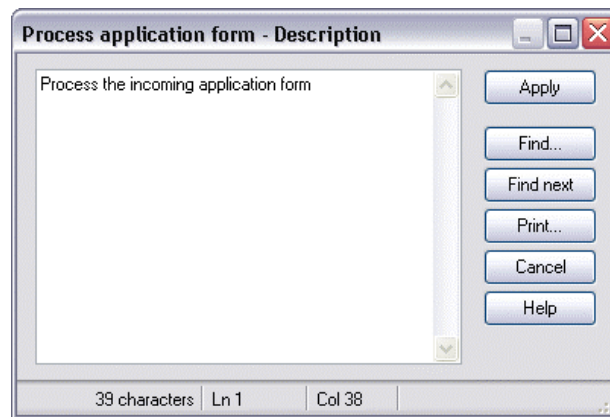 Process application form - Description
Process the incoming application form
Apply
Find...
Find next
Print...
Cancel
Help
39 characters Ln 1 Col 38